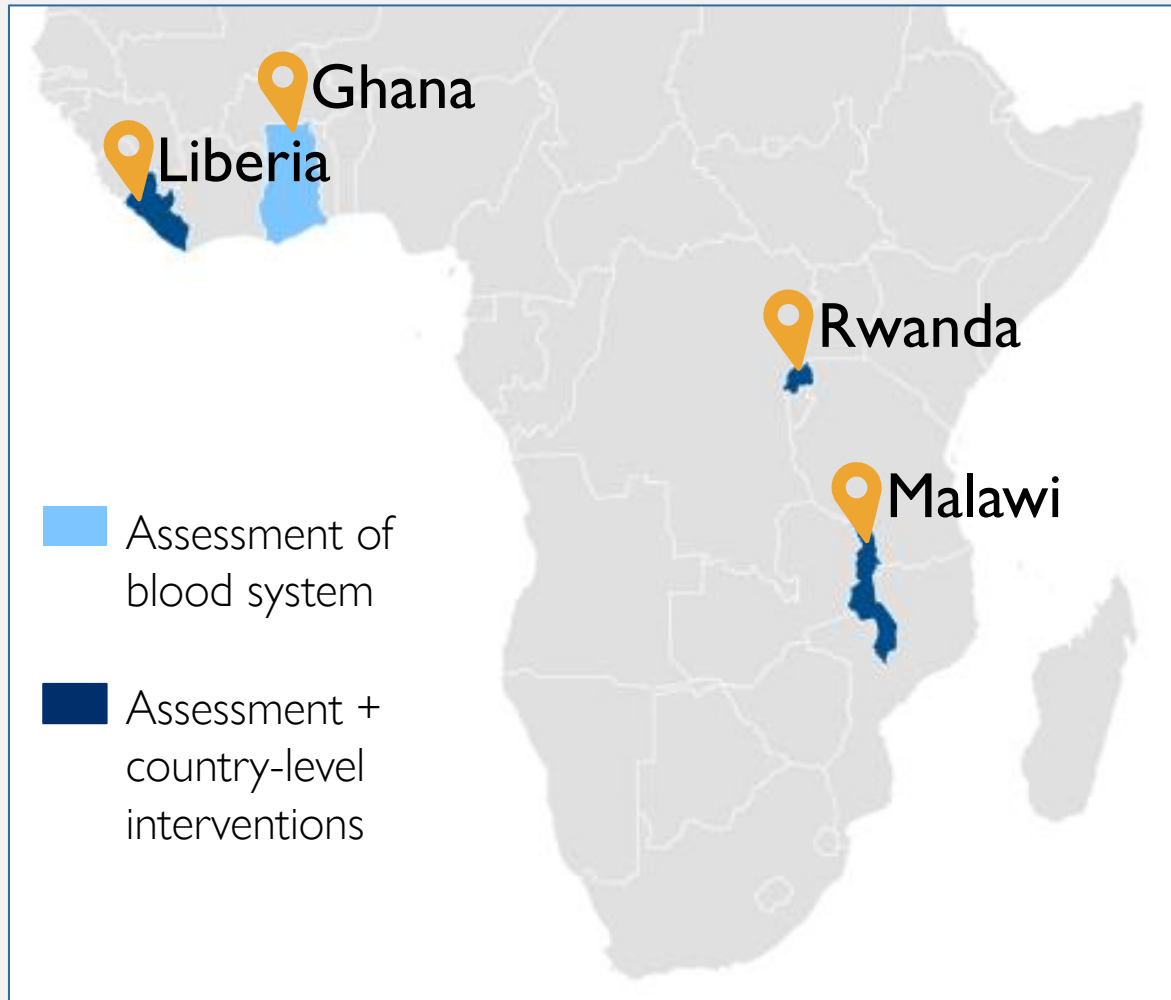 Ghana
Liberia
Rwanda
Malawi
Assessment of
blood system
Assessment +
country-level
interventions